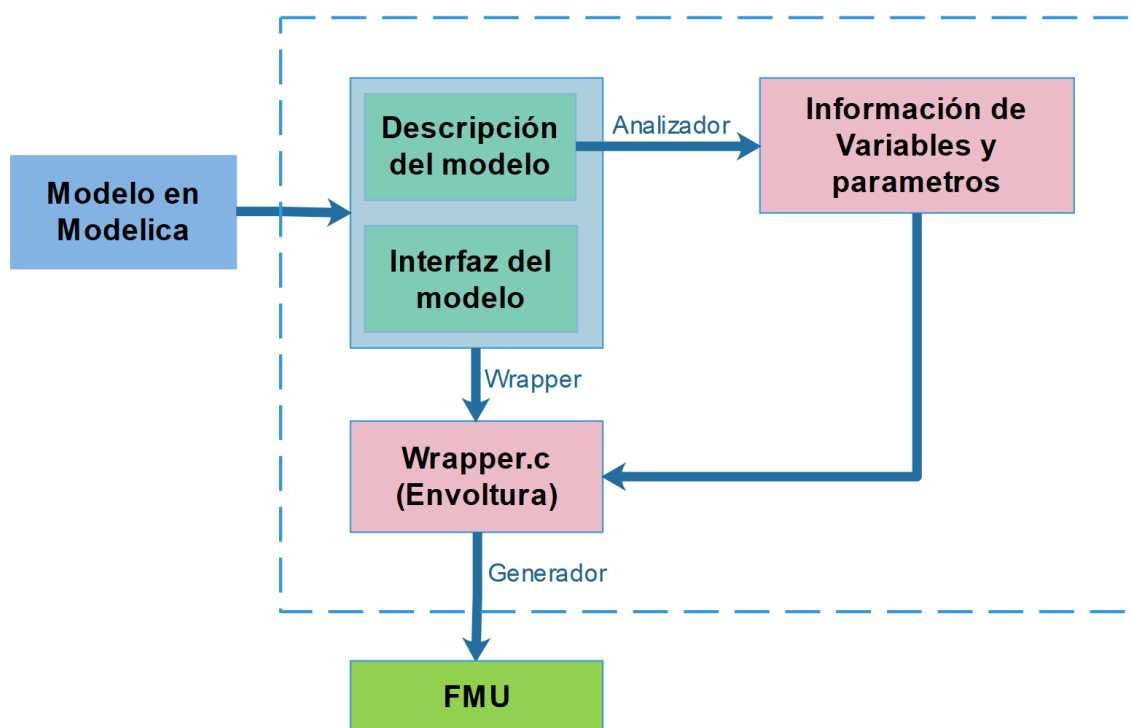 Modelo en
Modelica
Descripción
del modelo
Analizador
Información de
Variables y
parametros
Interfaz del
modelo
Wrapper
Wrapper.c
(Envoltura)
Generador
FMU